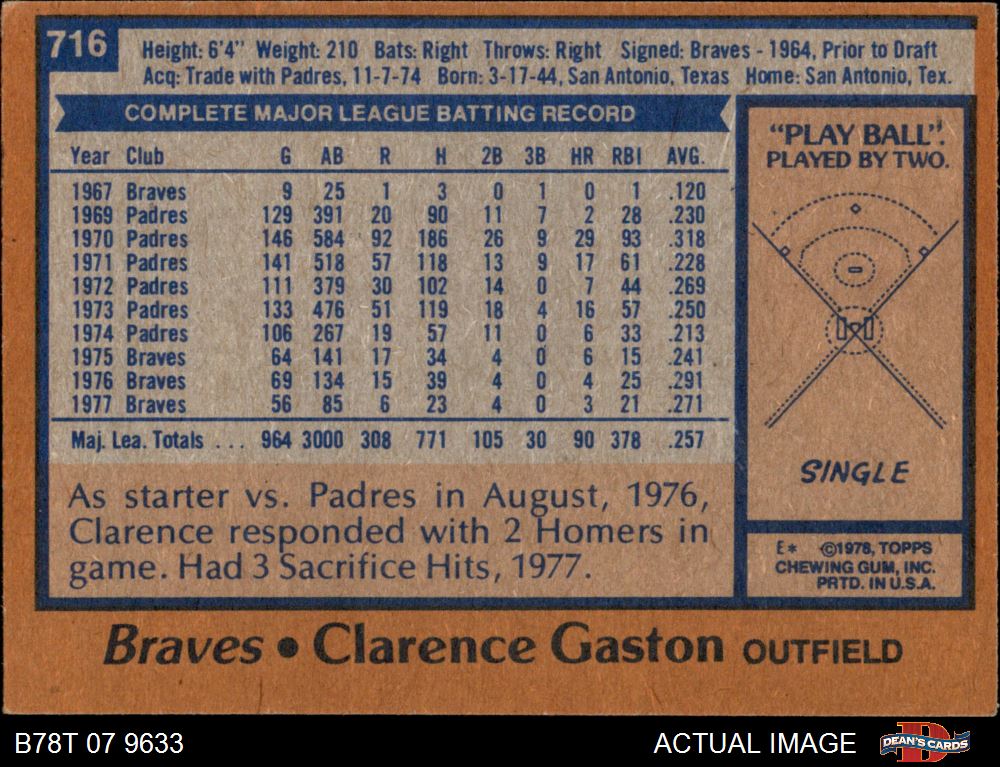 716
Height: 6'4" Weight: 210 Bats: Right Throws: Right Signed: Braves - 1964, Prior to Draft
Acq: Trade with Padres, 11-7-74 Born: 3-17-44, San Antonio, Texas Home: San Antonio, Tex.
COMPLETE MAJOR LEAGUE BATTING RECORD
Year Club G AB R H 2B 3B HR RBI AVG.
1967 Braves 9 25 1 3 0 1 0 1 .120
1969 Padres 129 391 20 90 11 7 2 28 .230
1970 Padres 146 584 92 186 26 9 29 93 .318
1971 Padres 141 518 57 118 13 9 17 61 .228
1972 Padres 111 379 30 102 14 0 7 44 .269
1973 Padres 133 476 51 119 18 4 16 57 .250
1974 Padres 106 267 19 57 11 0 6 33 .213
1975 Braves 64 141 17 34 4 0 6 15 .241
1976 Braves 69 134 15 39 4 0 4 25 .291
1977 Braves 56 85 6 23 4 0 3 21 .271
Maj. Lea. Totals ... 964 3000 308 771 105 30 90 378 .257
As starter vs. Padres in August, 1976,
Clarence responded with 2 Homers in
game. Had 3 Sacrifice Hits, 1977.
"PLAY BALL".
PLAYED BY TWO.
SINGLE
E* ©1978, TOPPS
CHEWING GUM, INC.
PRTD. IN U.S.A.
Braves • Clarence Gaston OUTFIELD
B78T 07 9633
ACTUAL IMAGE
D
DEAN'S CARDS